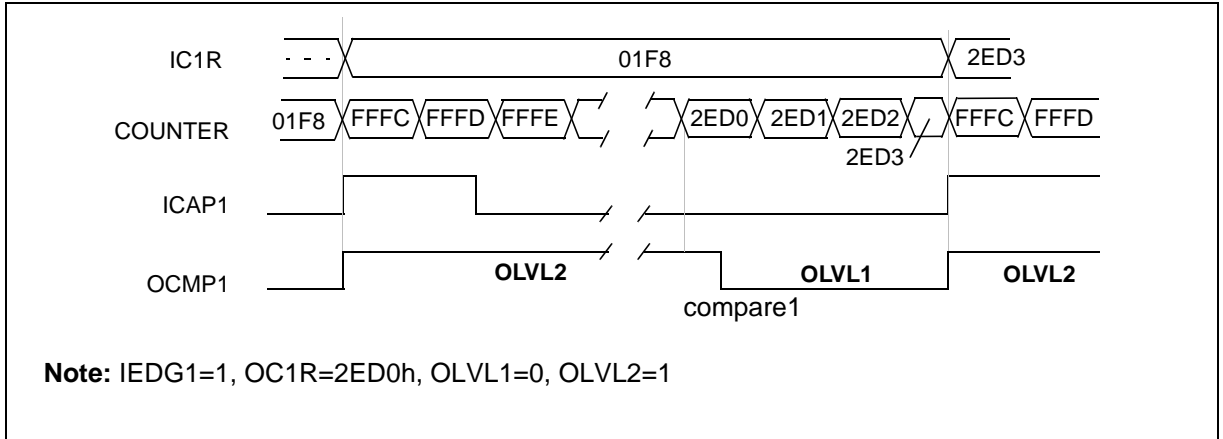 IC1R - - - 01F8 2ED3
COUNTER 01F8 FFFC FFFD FFFE 2ED0 2ED1 2ED2 FFFC FFFD
2ED3
ICAP1
OCMP1 OLVL2 OLVL1 OLVL2
compare1
Note: IEDG1=1, OC1R=2ED0h, OLVL1=0, OLVL2=1